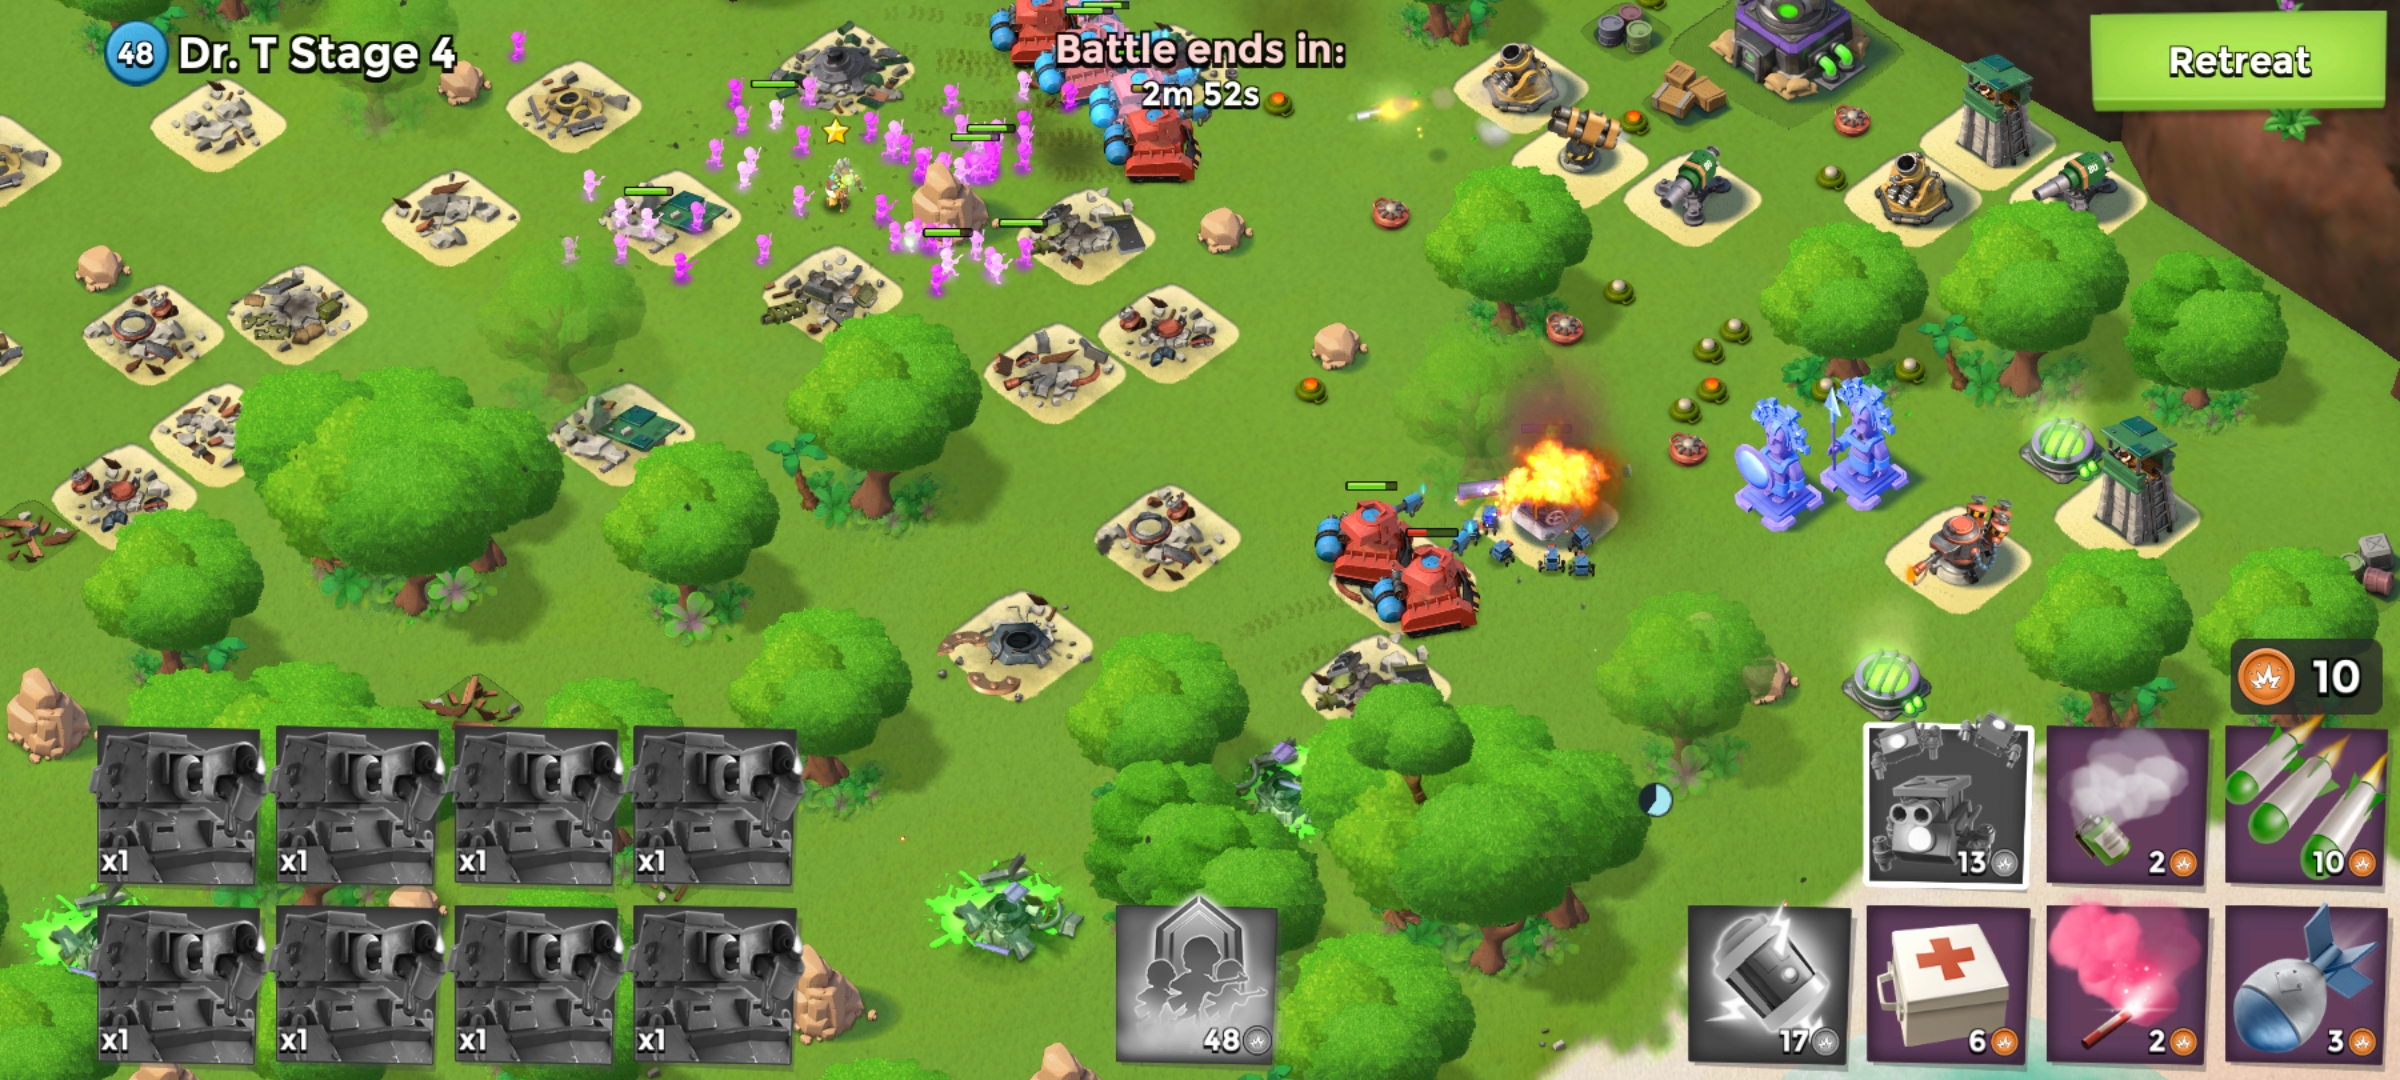 48 Dr. T Stage 4
Battle ends in:
2m 52s
Retreat
10
x1 x1 x1 x1
13 2 10
x1 x1 x1 x1
48
17 6 2 3